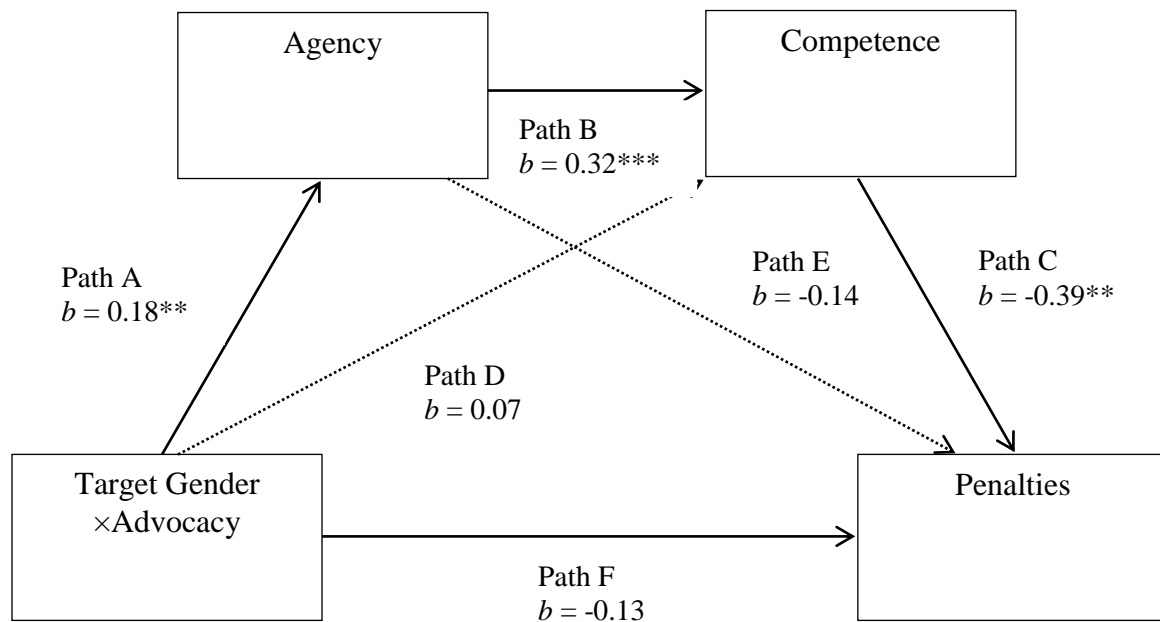 Agency
Competence
Path B
b = 0.32***
Path A
b = 0.18**
Path E
b = -0.14
Path C
b = -0.39**
Path D
b = 0.07
Target Gender
×Advocacy
Penalties
Path F
b = -0.13